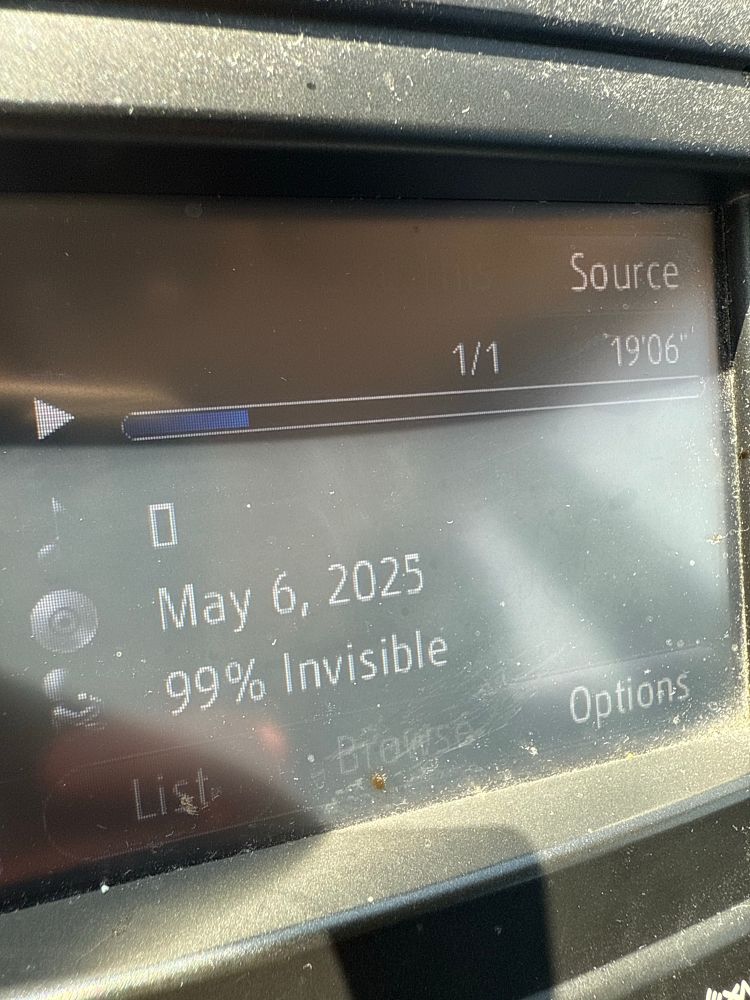 Source
1/1 19'06"
▯
May 6, 2025
99% Invisible
Options
Browse
List